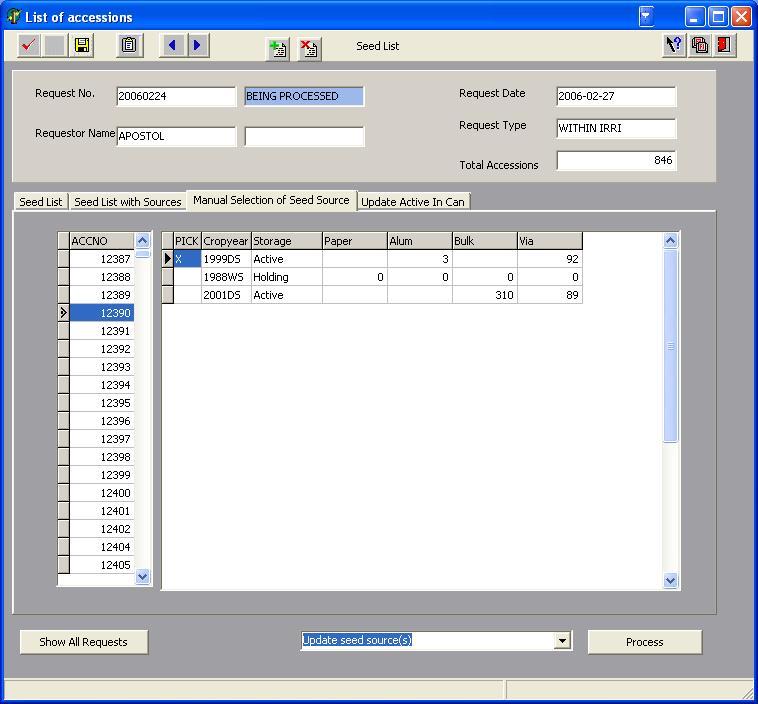 List of accessions
Seed List
Request No. 20060224 BEING PROCESSED Request Date 2006-02-27
Requestor Name APOSTOL Request Type WITHIN IRRI
Total Accessions 846
Seed List Seed List with Sources Manual Selection of Seed Source Update Active In Can
ACCNO PICK Cropyear Storage Paper Alum Bulk Via
12387 X 1999DS Active 3 92
12388 1988WS Holding 0 0 0 0
12389 2001DS Active 310 89
12390
12391
12392
12393
12394
12395
12396
12397
12398
12399
12400
12401
12402
12404
12405
Show All Requests Update seed source(s) Process